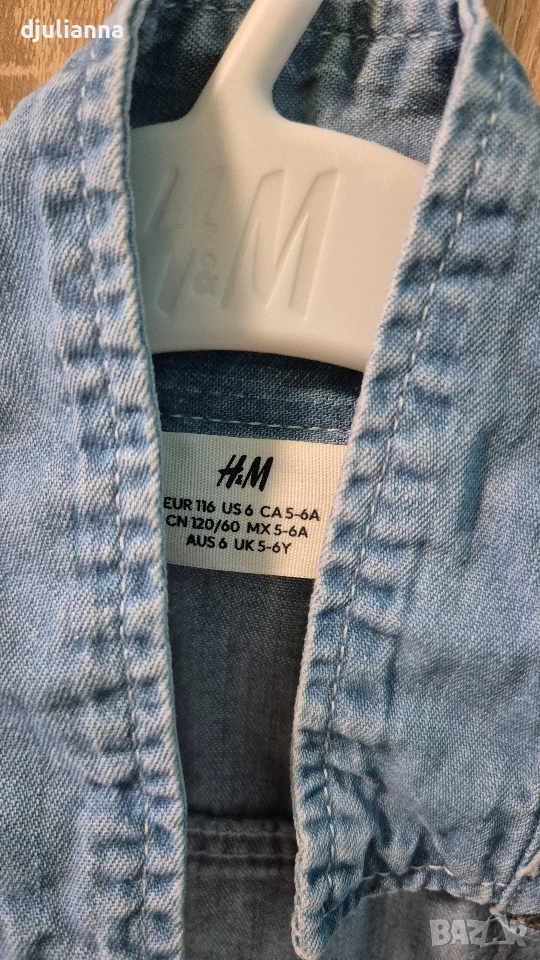 djulianna
H&M
H&M
EUR 116 US 6 CA 5-6A
CN 120/60 MX 5-6A
AUS 6 UK 5-6Y
BAZAR